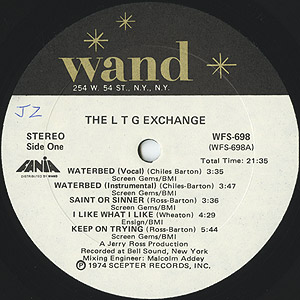 wand
254 W. 54 ST., N.Y., N.Y.
JZ
THE L T G EXCHANGE
STEREO
Side One
WFS-698
(WFS-698A)
Total Time: 21:35
FANIA
DISTRIBUTED BY WAND
WATERBED (Vocal) (Chiles-Barton) 3:35
Screen Gems/BMI
WATERBED (Instrumental) (Chiles-Barton) 3:47
Screen Gems/BMI
SAINT OR SINNER (Ross-Barton) 5:29
Screen Gems/BMI
I LIKE WHAT I LIKE (Wheaton) 4:29
Ensign/BMI
KEEP ON TRYING (Ross-Barton) 5:11
Screen Gems/BMI
A Jerry Ross Production
Recorded at Bell Sound, New York
Mixing Engineer: Malcolm Addey
Ⓟ 1974 SCEPTER RECORDS, INC.